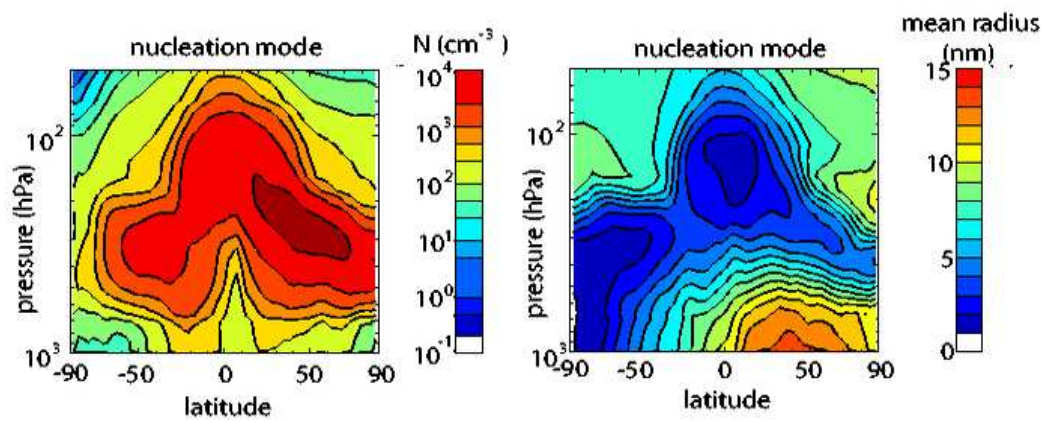 nucleation mode
N (cm⁻³)
pressure (hPa)
10²
10³
-90
-50
0
50
90
latitude
10⁴
10³
10²
10¹
10⁰
10⁻¹
nucleation mode
mean radius
(nm)
pressure (hPa)
10²
10³
-90
-50
0
50
90
latitude
15
10
5
0